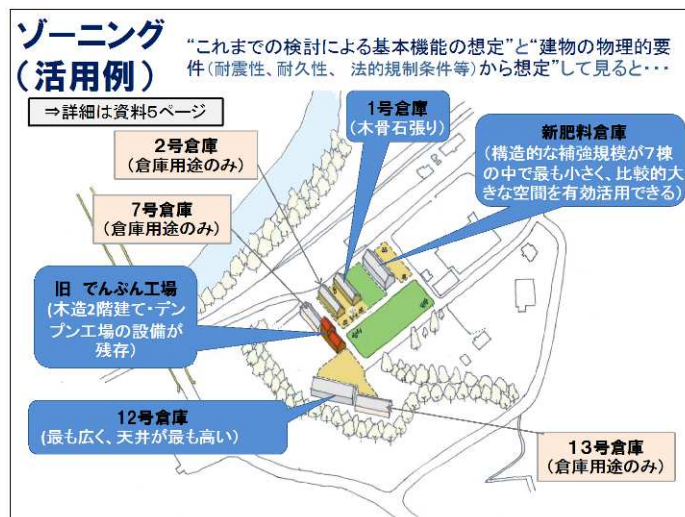 ゾーニング
（活用例）
“これまでの検討による基本機能の想定”と“建物の物理的要
件（耐震性、耐久性、 法的規制条件等）から想定”して見ると・・・
⇒詳細は資料5ページ
1号倉庫
（木骨石張り）
新肥料倉庫
（構造的な補強規模が7棟
の中で最も小さく、比較的大
きな空間を有効活用できる）
2号倉庫
（倉庫用途のみ）
7号倉庫
（倉庫用途のみ）
旧 でんぷん工場
（木造2階建て・デン
プン工場の設備が
残存）
12号倉庫
（最も広く、天井が最も高い）
13号倉庫
（倉庫用途のみ）